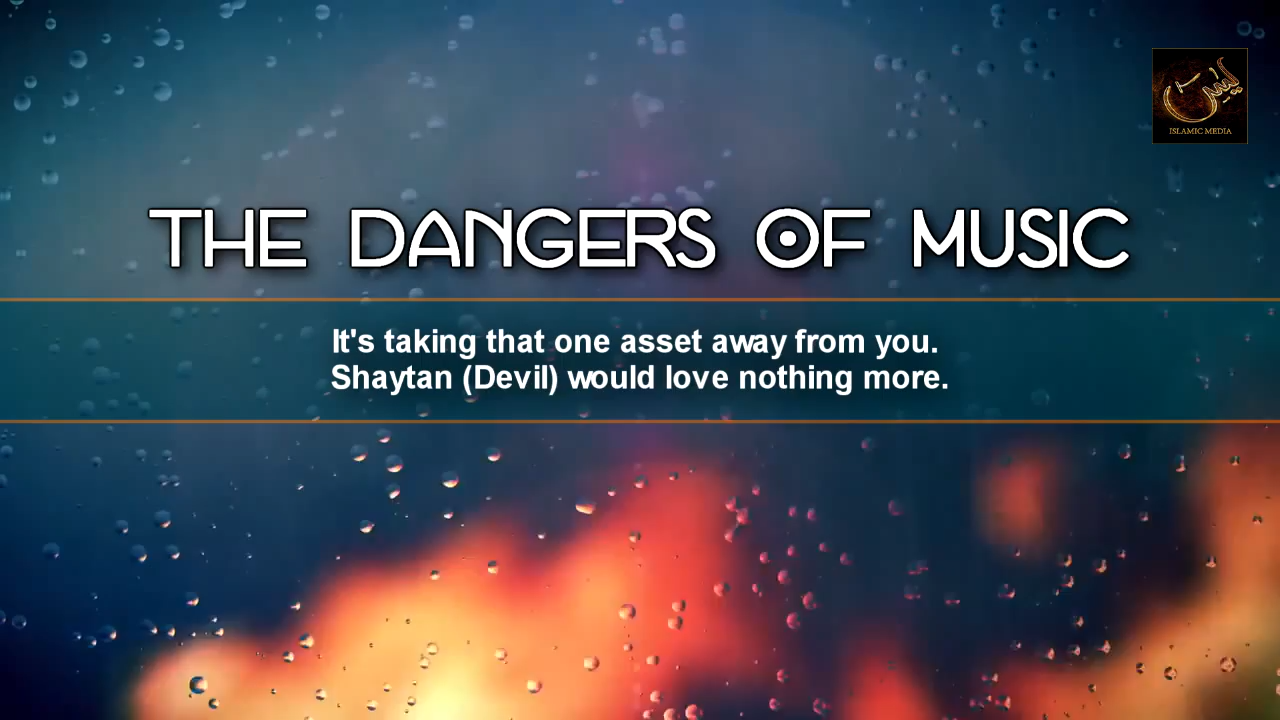 يٰسٓ
ISLAMIC MEDIA
THE DANGERS OF MUSIC
It's taking that one asset away from you.
Shaytan (Devil) would love nothing more.